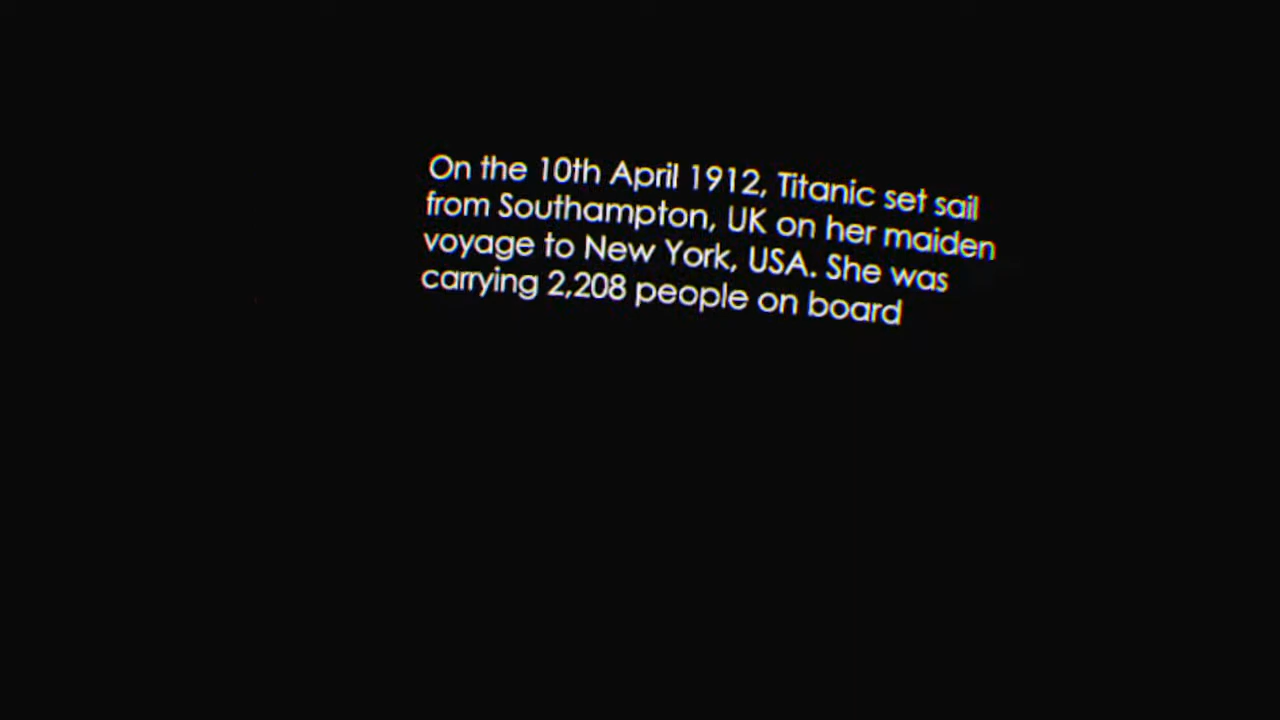 On the 10th April 1912, Titanic set sail
from Southampton, UK on her maiden
voyage to New York, USA. She was
carrying 2,208 people on board